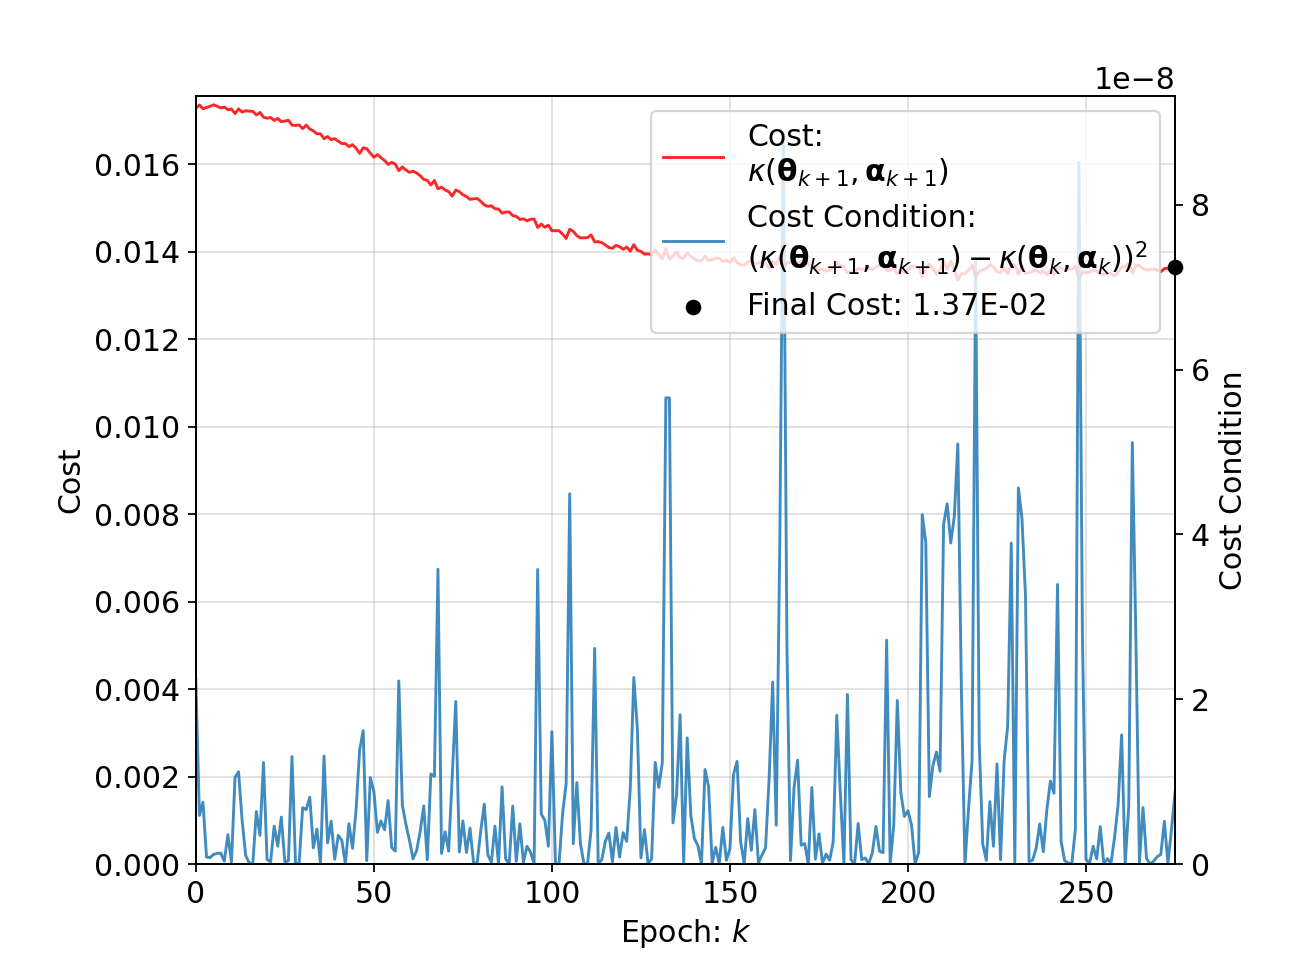 1e−8
Cost:
κ(θ_{k+1}, α_{k+1})
Cost Condition:
(κ(θ_{k+1}, α_{k+1}) − κ(θ_k, α_k))²
Final Cost: 1.37E-02
0.016
0.014
0.012
0.010
0.008
0.006
0.004
0.002
0.000
Cost
8
6
4
2
0
Cost Condition
0 50 100 150 200 250
Epoch: k